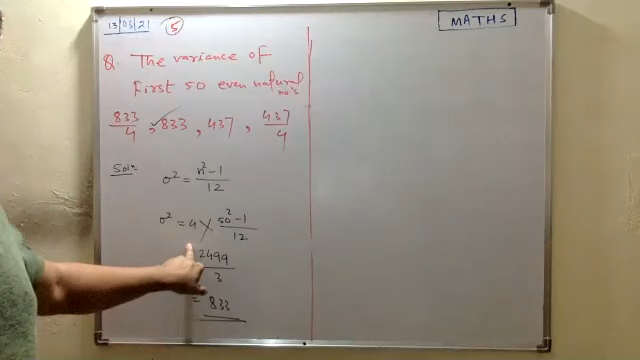 13/03/21 5
MATHS
Q. The variance of
First 50 even natural
no's
833/4, ✓833, 437, 437/4
Soln:
σ² = n²-1/12
σ² = 4 × 50²-1/12
2499/3
= 833